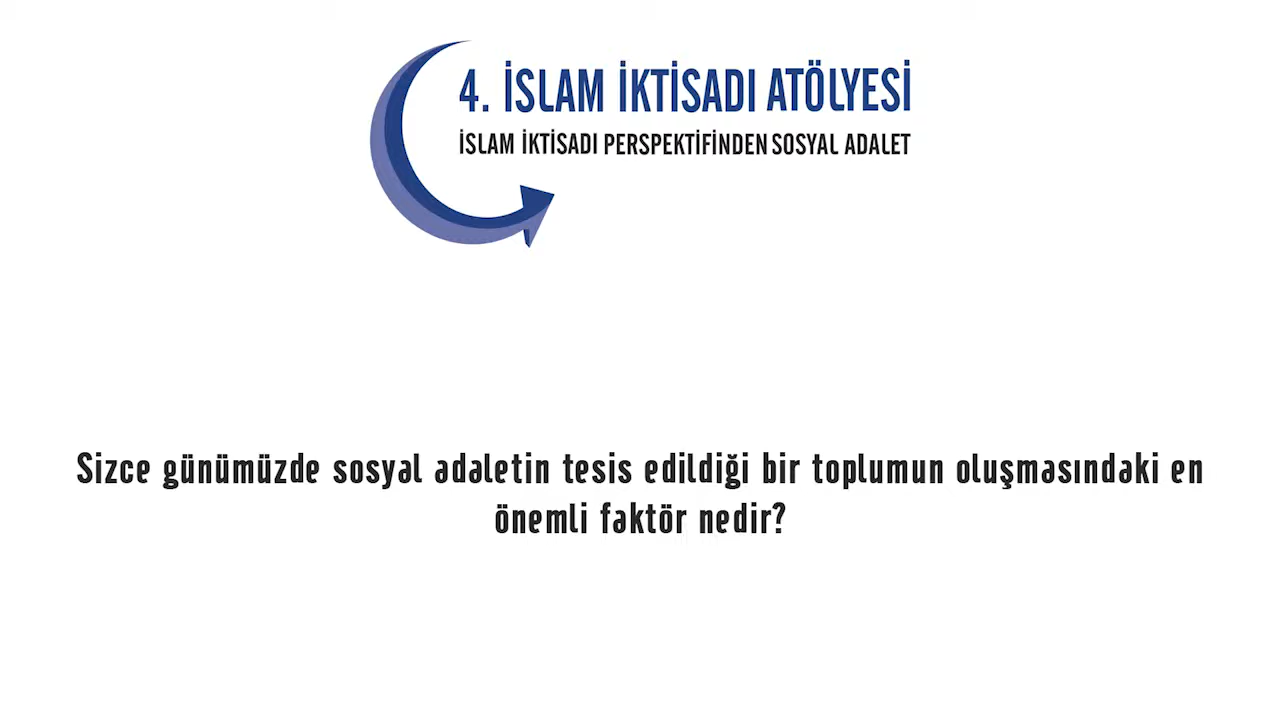 4. İSLAM İKTİSADI ATÖLYESİ
İSLAM İKTİSADI PERSPEKTİFİNDEN SOSYAL ADALET
Sizce günümüzde sosyal adaletin tesis edildiği bir toplumun oluşmasındaki en
önemli faktör nedir?